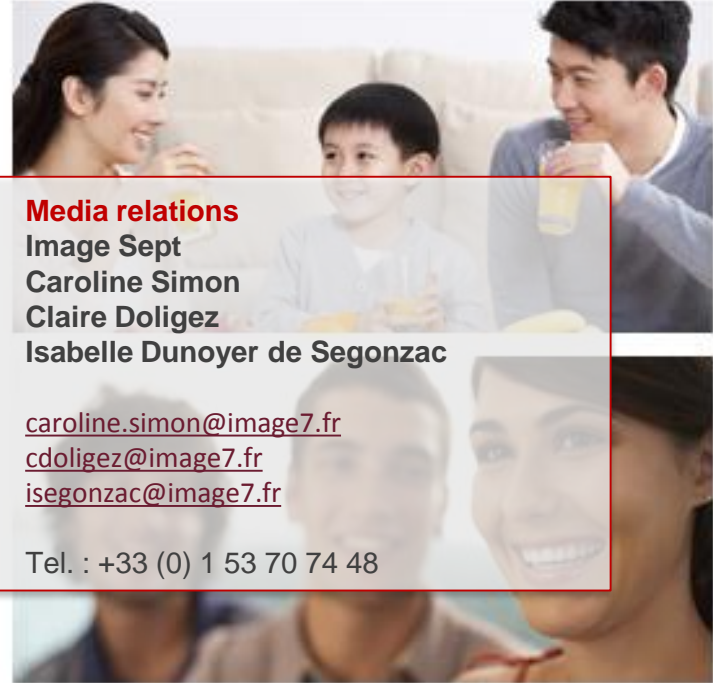 Media relations
Image Sept
Caroline Simon
Claire Doligez
Isabelle Dunoyer de Segonzac
caroline.simon@image7.fr
cdoligez@image7.fr
isegonzac@image7.fr
Tel. : +33 (0) 1 53 70 74 48